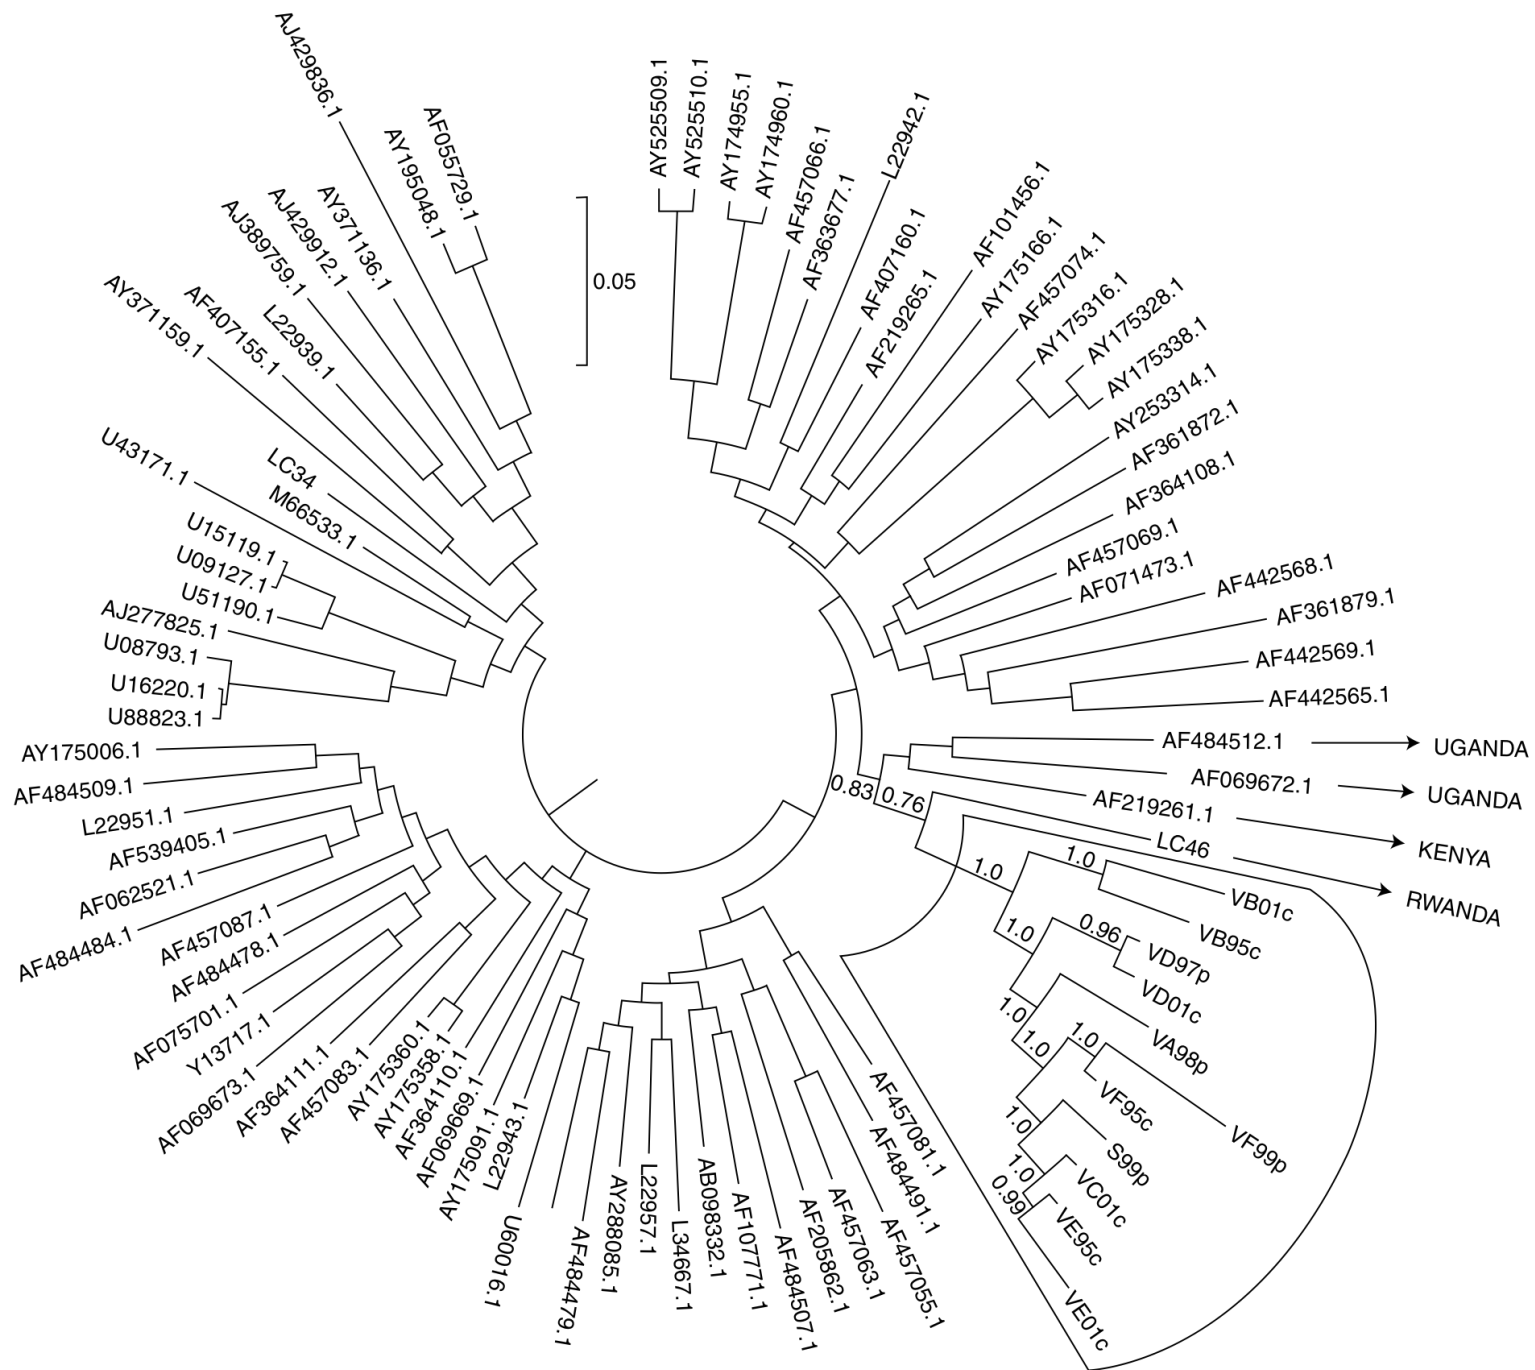 AJ429836.1
AF055729.1
AY195048.1
AY371136.1
AJ429912.1
AJ389759.1
L22939.1
AF407155.1
AY371159.1
LC34
M66533.1
U43171.1
U15119.1
U09127.1
U51190.1
AJ277825.1
U08793.1
U16220.1
U88823.1
AY175006.1
AF484509.1
L22951.1
AF539405.1
AF062521.1
AF484484.1
AF457087.1
AF484478.1
AF075701.1
Y13717.1
AF069673.1
AF364111.1
AF457083.1
AY175360.1
AY175358.1
AF364110.1
AF069669.1
AY175091.1
L22943.1
U60016.1
AF484479.1
AY288085.1
L22957.1
L34667.1
AB098332.1
AF107771.1
AF484507.1
AF205862.1
AF457063.1
AF457055.1
AF484491.1
AF457081.1
0.05
AY525509.1
AY525510.1
AY174955.1
AY174960.1
AF457066.1
AF363677.1
L22942.1
AF407160.1
AF219265.1
AF101456.1
AY175166.1
AF457074.1
AY175316.1
AY175328.1
AY175338.1
AY253314.1
AF361872.1
AF364108.1
AF457069.1
AF071473.1
AF442568.1
AF361879.1
AF442569.1
AF442565.1
AF484512.1
UGANDA
AF069672.1
UGANDA
AF219261.1
KENYA
LC46
RWANDA
0.83
0.76
1.0
1.0
VB01c
VB95c
1.0
0.96
VD97p
VD01c
1.0
VA98p
1.0
1.0
VF95c
VF99p
1.0
S99p
1.0
VC01c
0.99
VE95c
VE01c